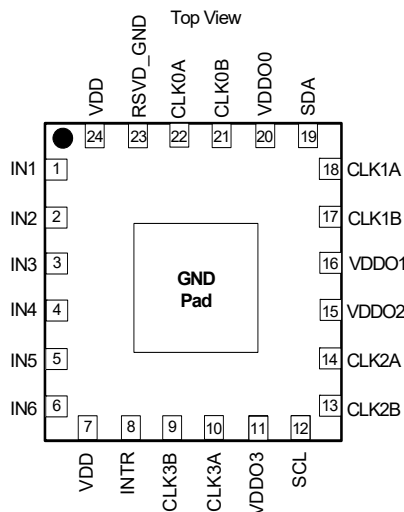 Top View
VDD
RSVD_GND
CLK0A
CLK0B
VDDO0
SDA
24
23
22
21
20
19
IN1 1
18 CLK1A
IN2 2
17 CLK1B
IN3 3
16 VDDO1
GND
Pad
IN4 4
15 VDDO2
IN5 5
14 CLK2A
IN6 6
13 CLK2B
7
8
9
10
11
12
VDD
INTR
CLK3B
CLK3A
VDDO3
SCL